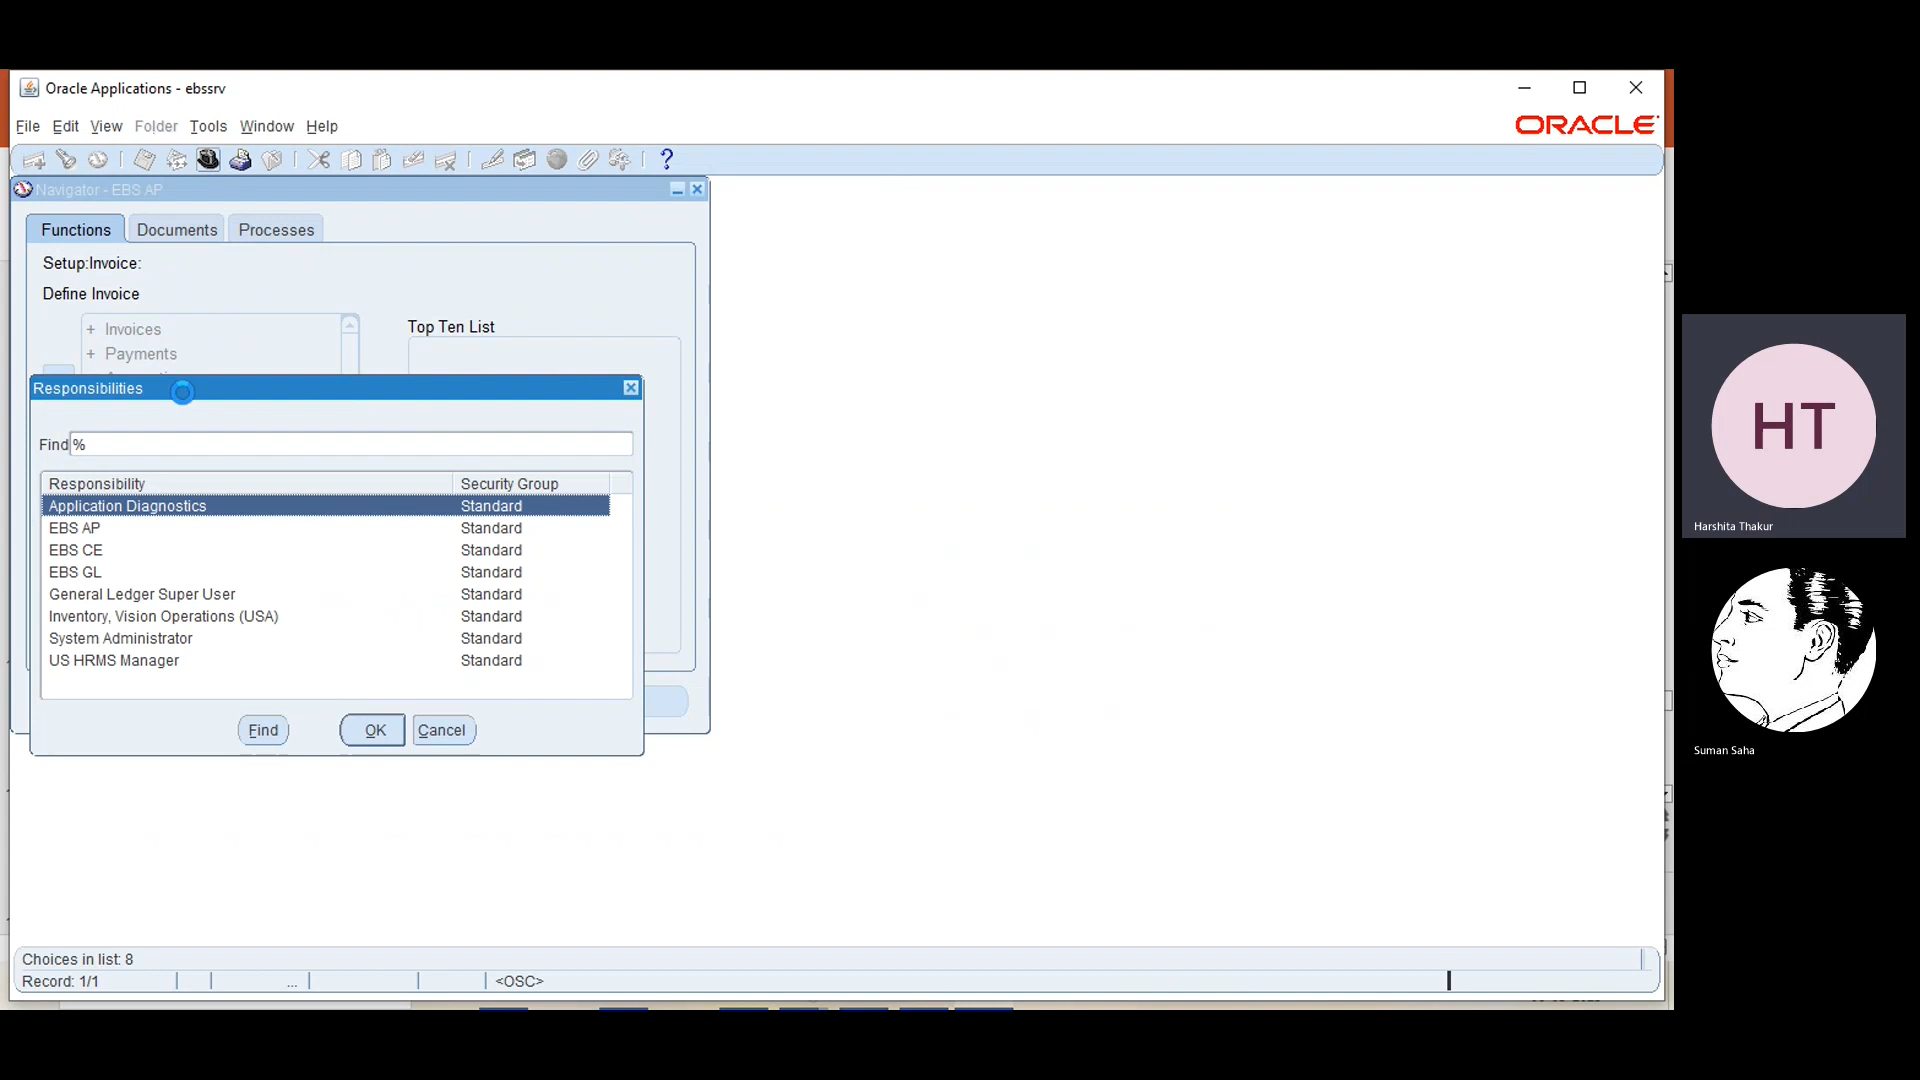 Oracle Applications - ebssrv
File Edit View Folder Tools Window Help
ORACLE
?
Navigator - EBS AP
Functions Documents Processes
Setup:Invoice:
Define Invoice
+ Invoices
Top Ten List
+ Payments
Responsibilities
Find %
Responsibility Security Group
Application Diagnostics Standard
EBS AP Standard
EBS CE Standard
EBS GL Standard
General Ledger Super User Standard
Inventory, Vision Operations (USA) Standard
System Administrator Standard
US HRMS Manager Standard
Find OK Cancel
Choices in list: 8
Record: 1/1 ... <OSC>
HT
Harshita Thakur
Suman Saha